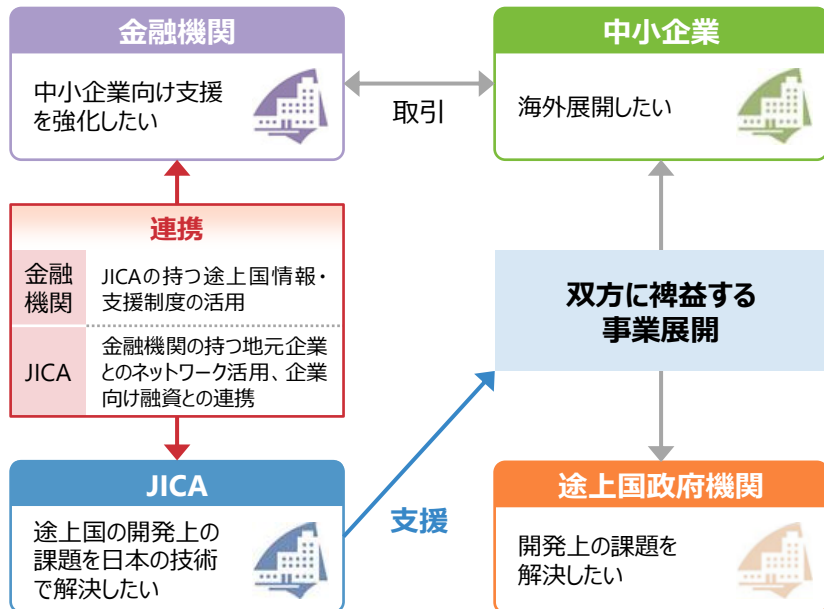 金融機関
中小企業向け支援
を強化したい
取引
中小企業
海外展開したい
連携
金融
機関
JICAの持つ途上国情報・
支援制度の活用
JICA
金融機関の持つ地元企業
とのネットワーク活用、企業
向け融資との連携
双方に裨益する
事業展開
JICA
途上国の開発上の
課題を日本の技術
で解決したい
支援
途上国政府機関
開発上の課題を
解決したい